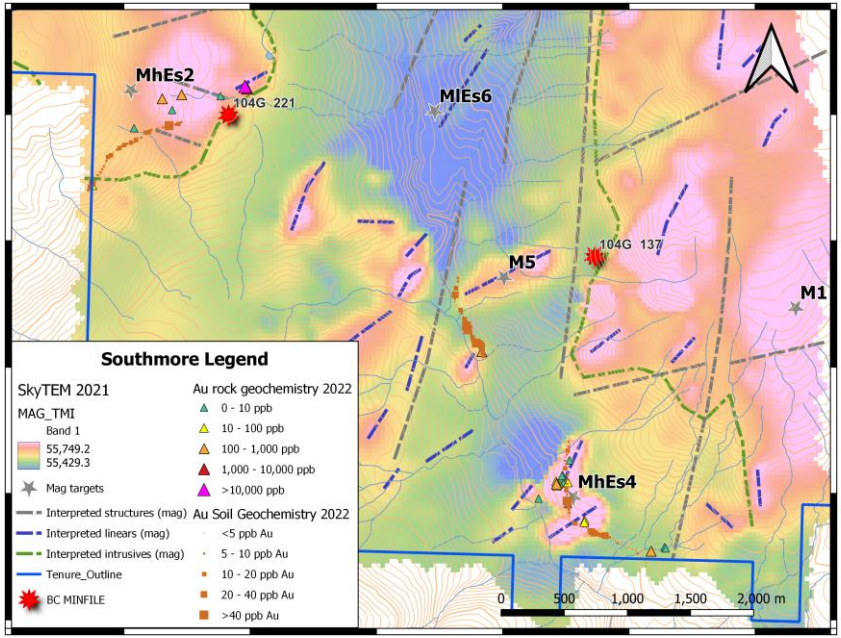 MhEs2
104G 221
MlEs6
104G 137
M5
M1
MhEs4
Southmore Legend
SkyTEM 2021
MAG_TMI
Band 1
55,749.2
55,429.3
Mag targets
Interpreted structures (mag)
Interpreted linears (mag)
Interpreted intrusives (mag)
Tenure_Outline
BC MINFILE
Au rock geochemistry 2022
0 - 10 ppb
10 - 100 ppb
100 - 1,000 ppb
1,000 - 10,000 ppb
>10,000 ppb
Au Soil Geochemistry 2022
<5 ppb Au
5 - 10 ppb Au
10 - 20 ppb Au
20 - 40 ppb Au
>40 ppb Au
0 500 1,000 1,500 2,000 m